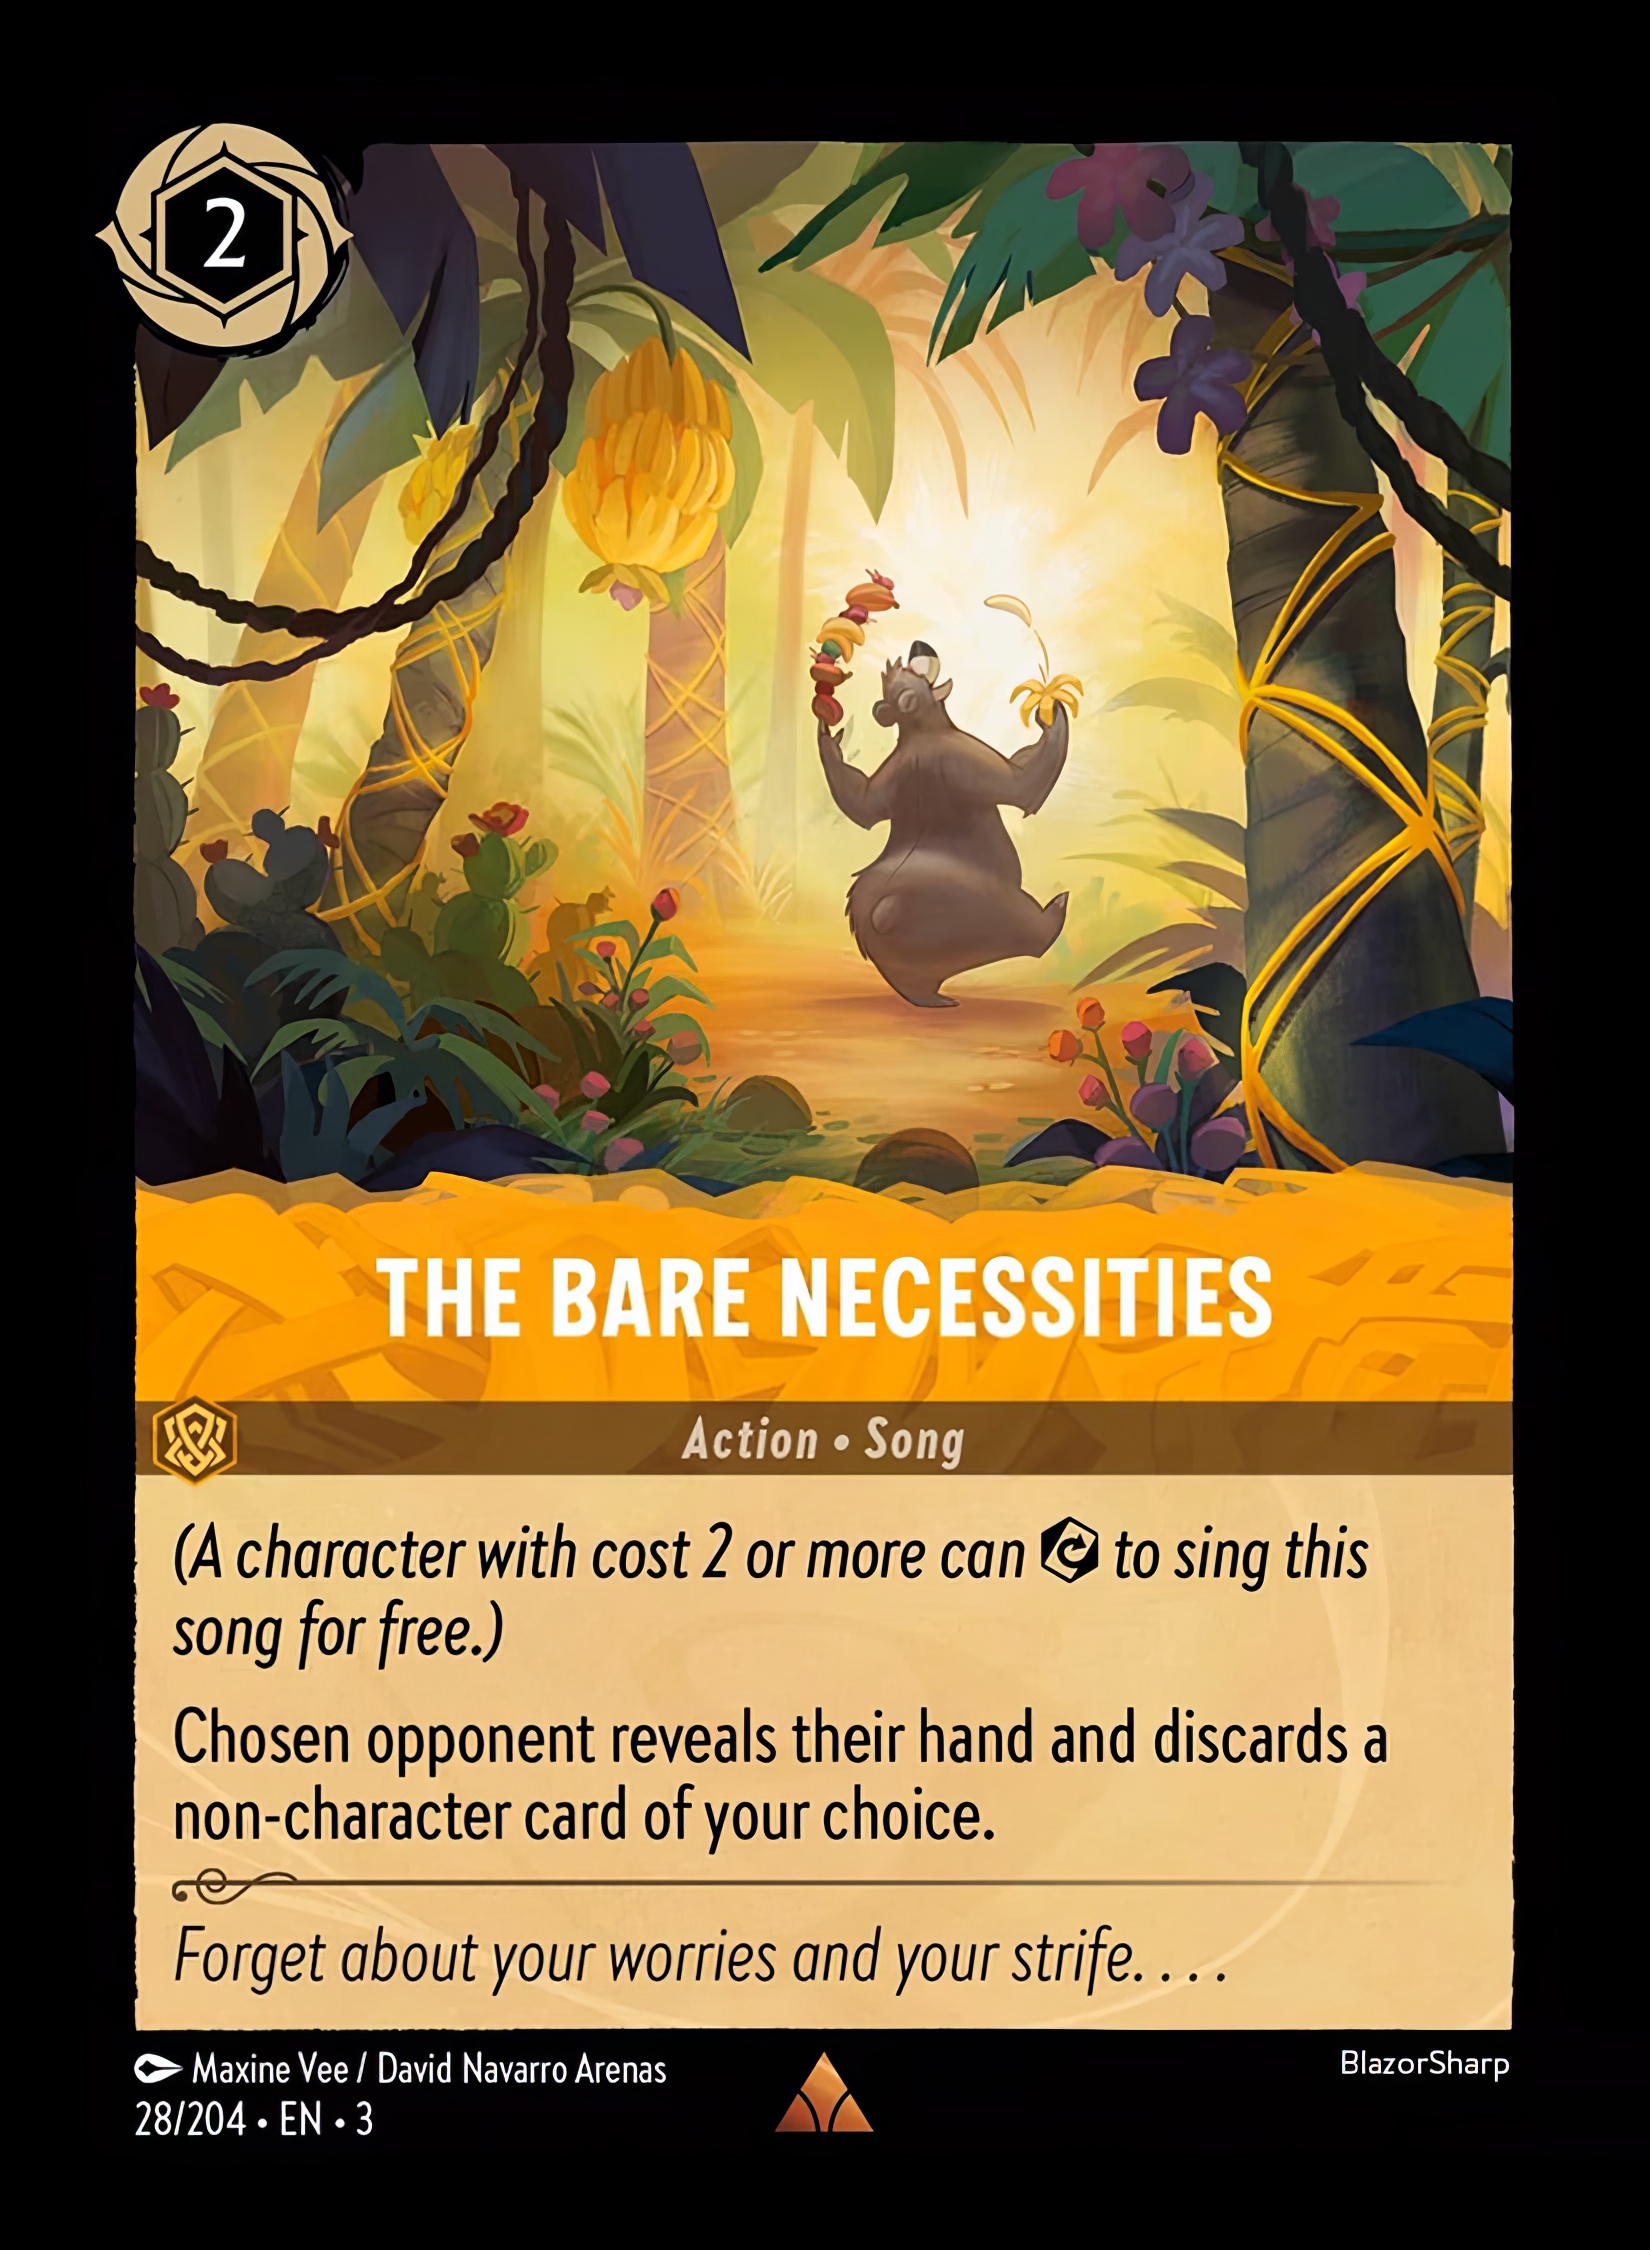 2
THE BARE NECESSITIES
Action • Song
(A character with cost 2 or more can to sing this
song for free.)
Chosen opponent reveals their hand and discards a
non-character card of your choice.
Forget about your worries and your strife. . . .
Maxine Vee / David Navarro Arenas
BlazorSharp
28/204 • EN • 3